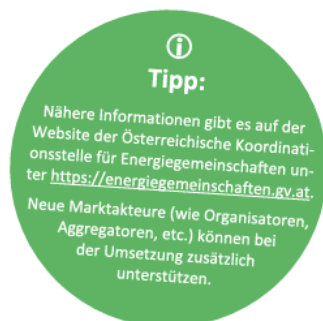 Tipp:
Nähere Informationen gibt es auf der
Website der Österreichische Koordinati-
onsstelle für Energiegemeinschaften un-
ter https://energiegemeinschaften.gv.at.
Neue Marktakteure (wie Organisatoren,
Aggregatoren, etc.) können bei
der Umsetzung zusätzlich
unterstützen.